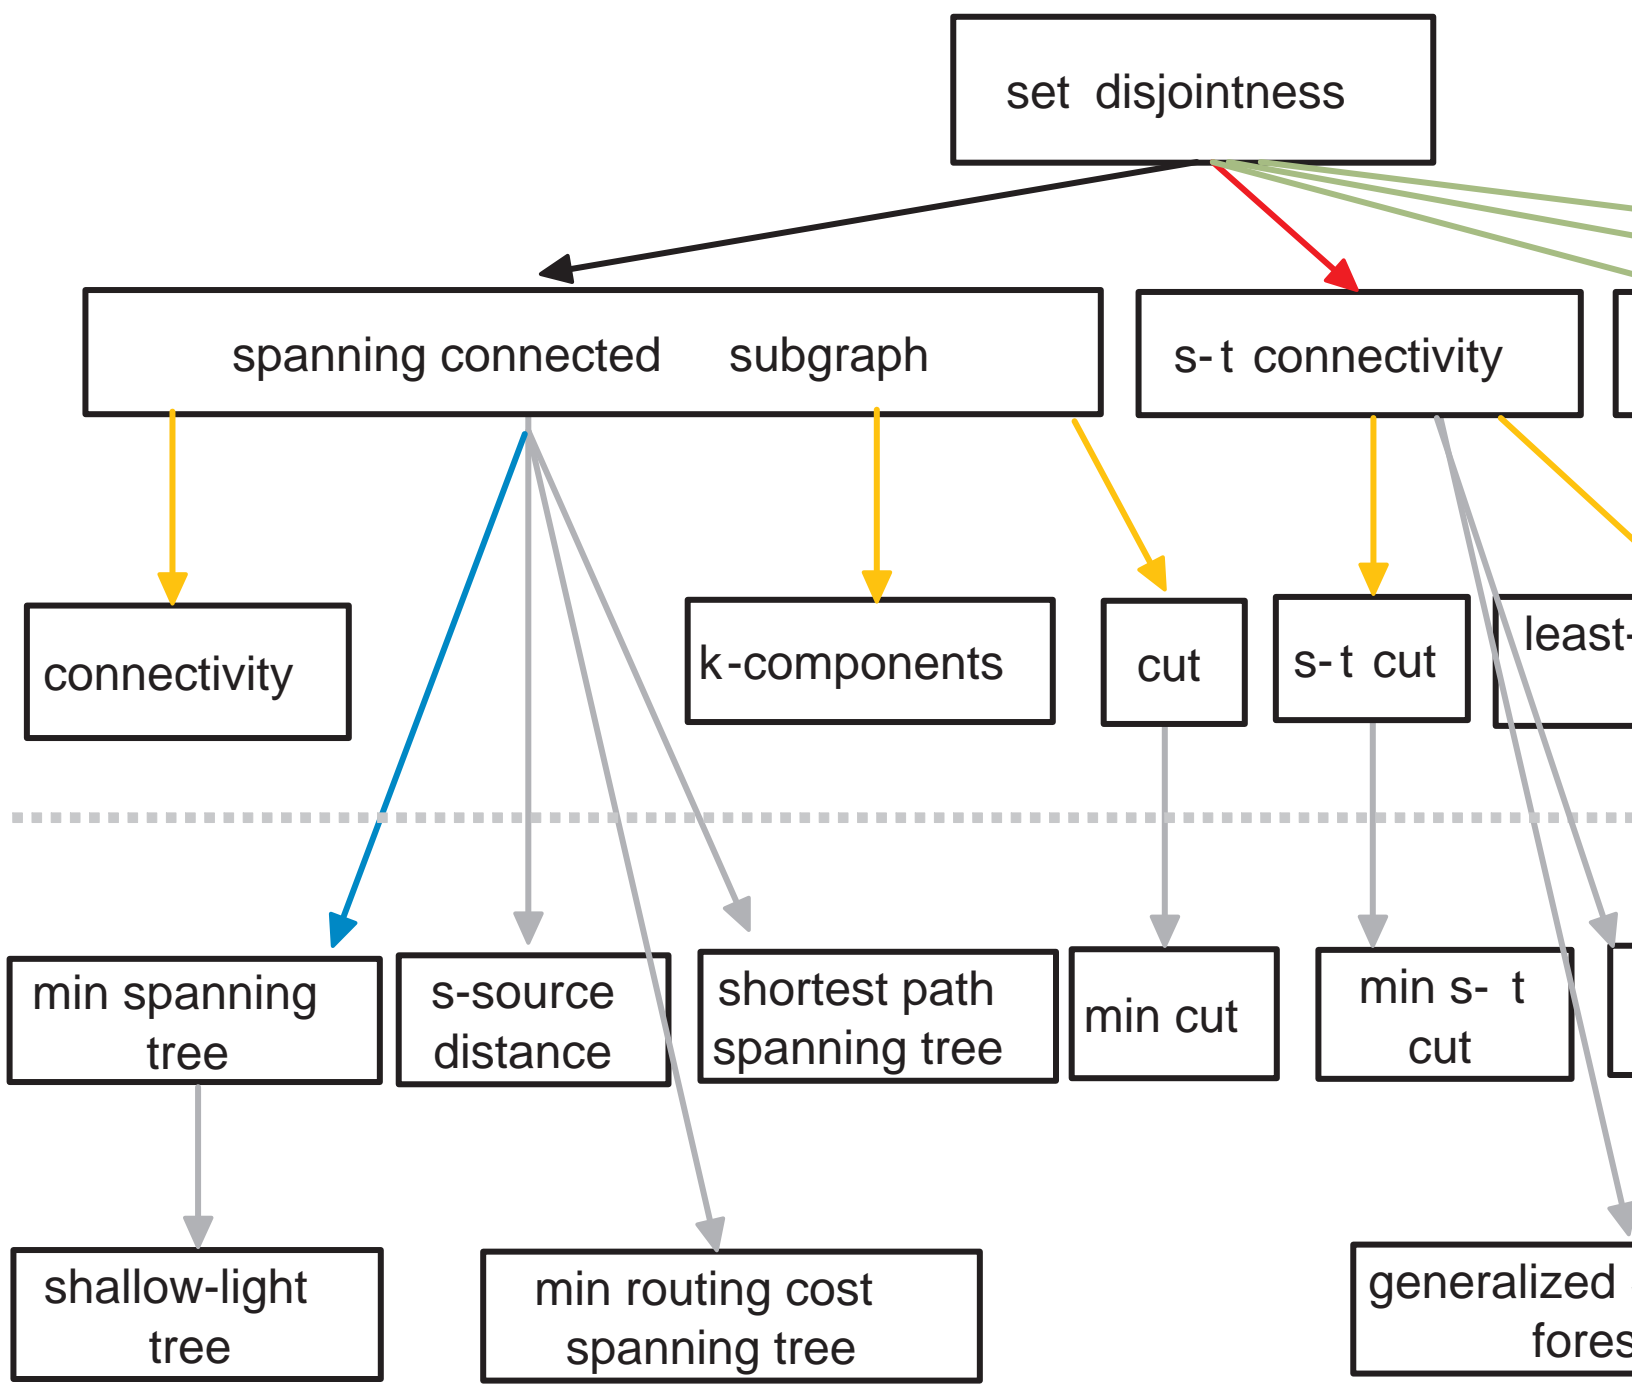 set disjointness
spanning connected subgraph
s-t connectivity
connectivity
k-components
cut
s-t cut
least-
min spanning
tree
s-source
distance
shortest path
spanning tree
min cut
min s- t
cut
shallow-light
tree
min routing cost
spanning tree
generalized
fores